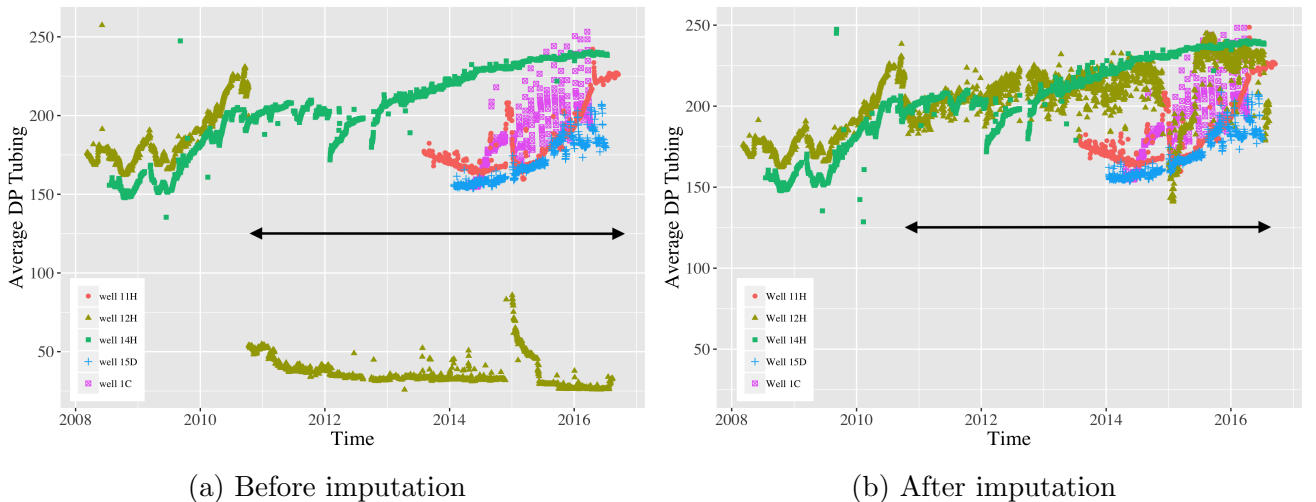 250
200
150
100
50
Average DP Tubing
well 11H
well 12H
well 14H
well 15D
well 1C
2008 2010 2012 2014 2016
Time
(a) Before imputation
250
200
150
100
50
Average DP Tubing
Well 11H
Well 12H
Well 14H
Well 15D
Well 1C
2008 2010 2012 2014 2016
Time
(b) After imputation